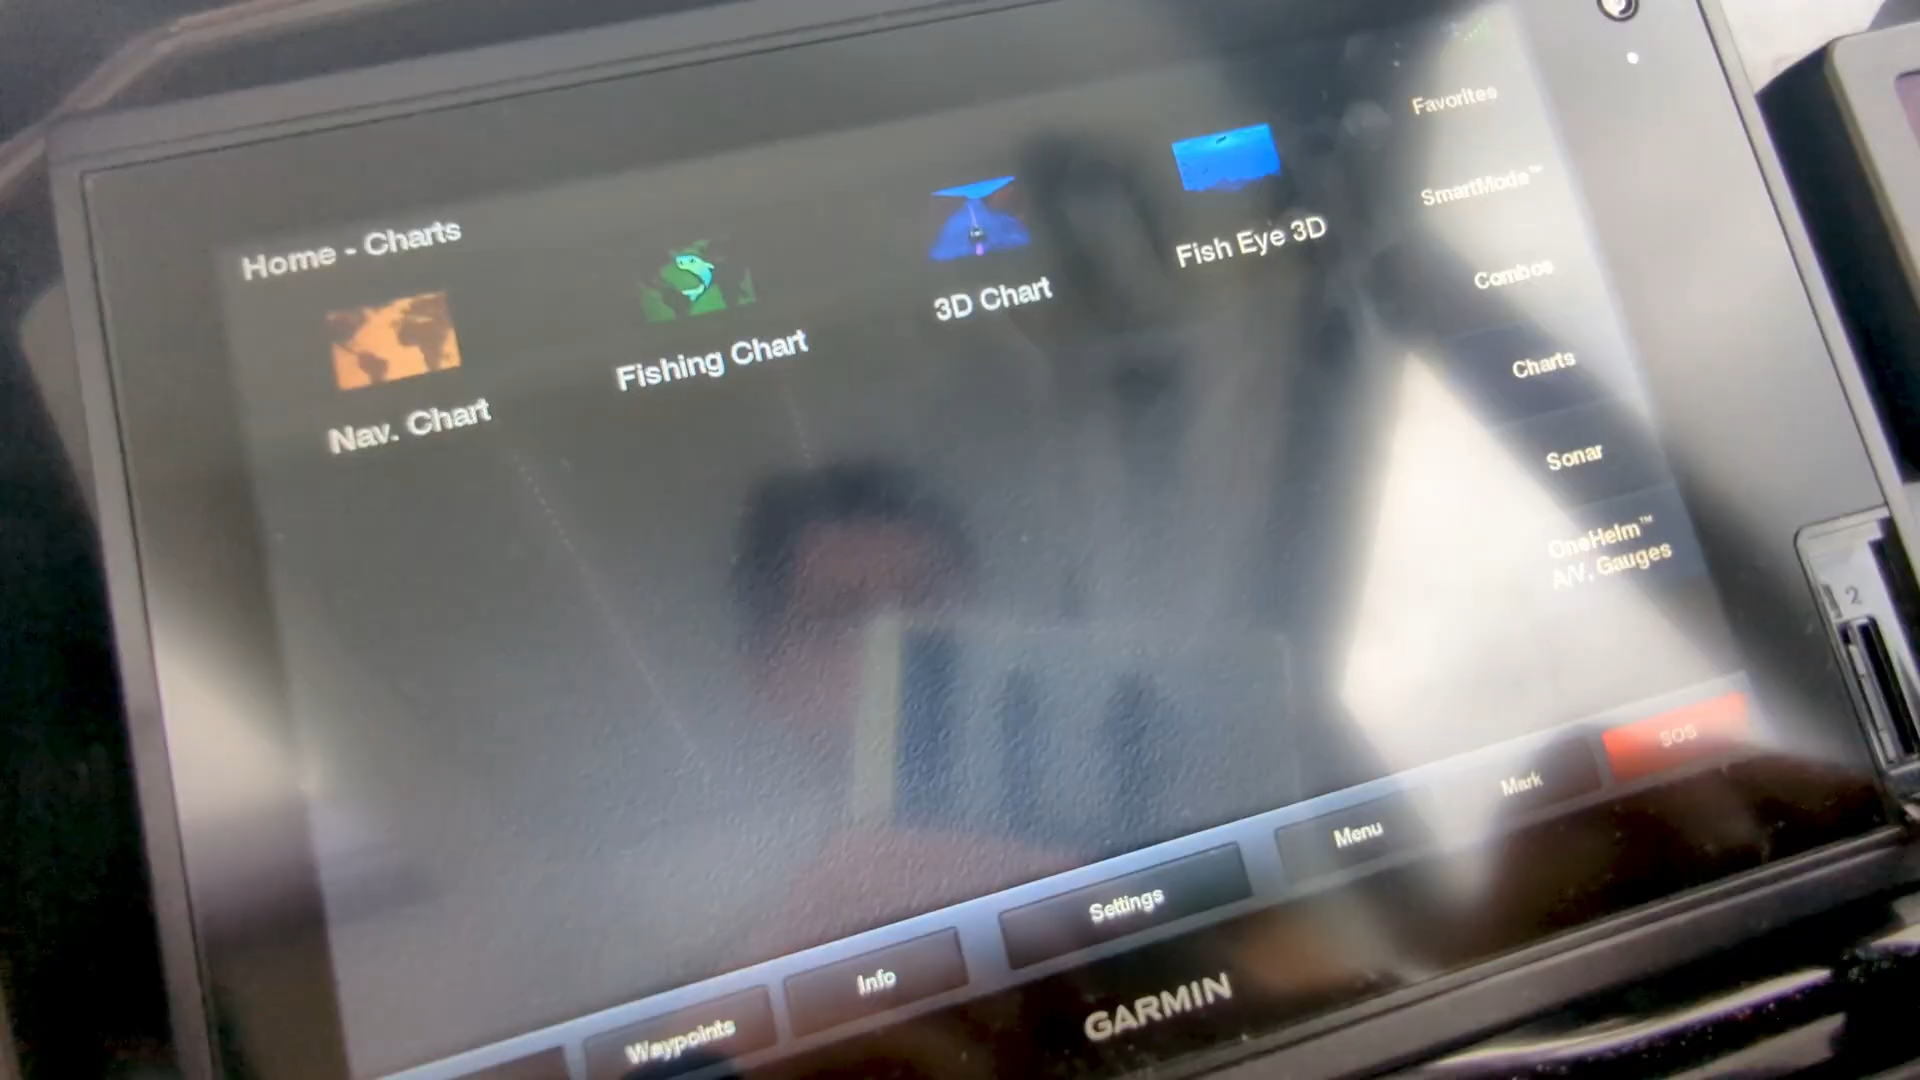 Home - Charts
Nav. Chart
Fishing Chart
3D Chart
Fish Eye 3D
Favorites
SmartMode™
Combos
Charts
Sonar
OneHelm™
A/V, Gauges
Waypoints
Info
Settings
Menu
Mark
SOS
GARMIN
2